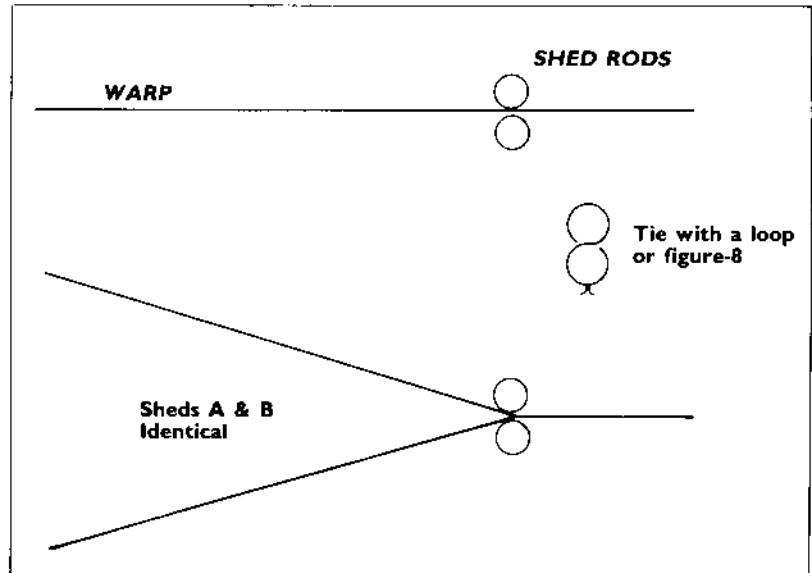 SHED RODS
WARP
Tie with a loop
or figure-8
Sheds A & B
Identical